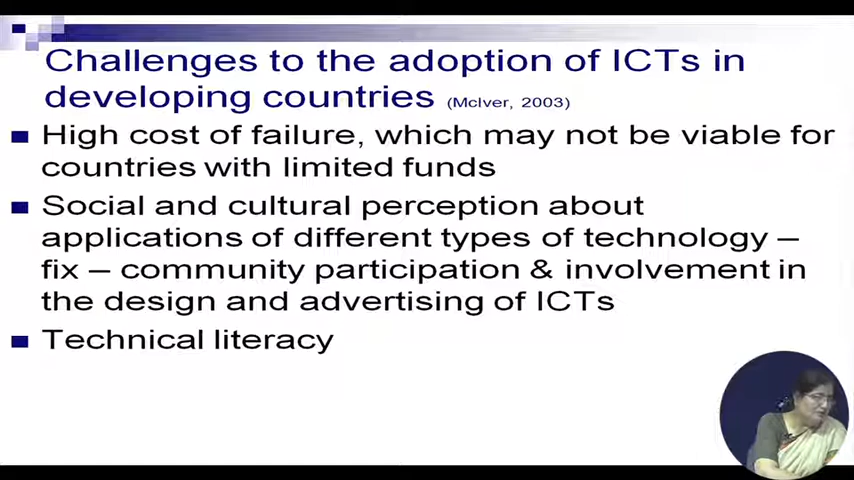 Challenges to the adoption of ICTs in
developing countries (McIver, 2003)
High cost of failure, which may not be viable for
countries with limited funds
Social and cultural perception about
applications of different types of technology –
fix – community participation & involvement in
the design and advertising of ICTs
Technical literacy